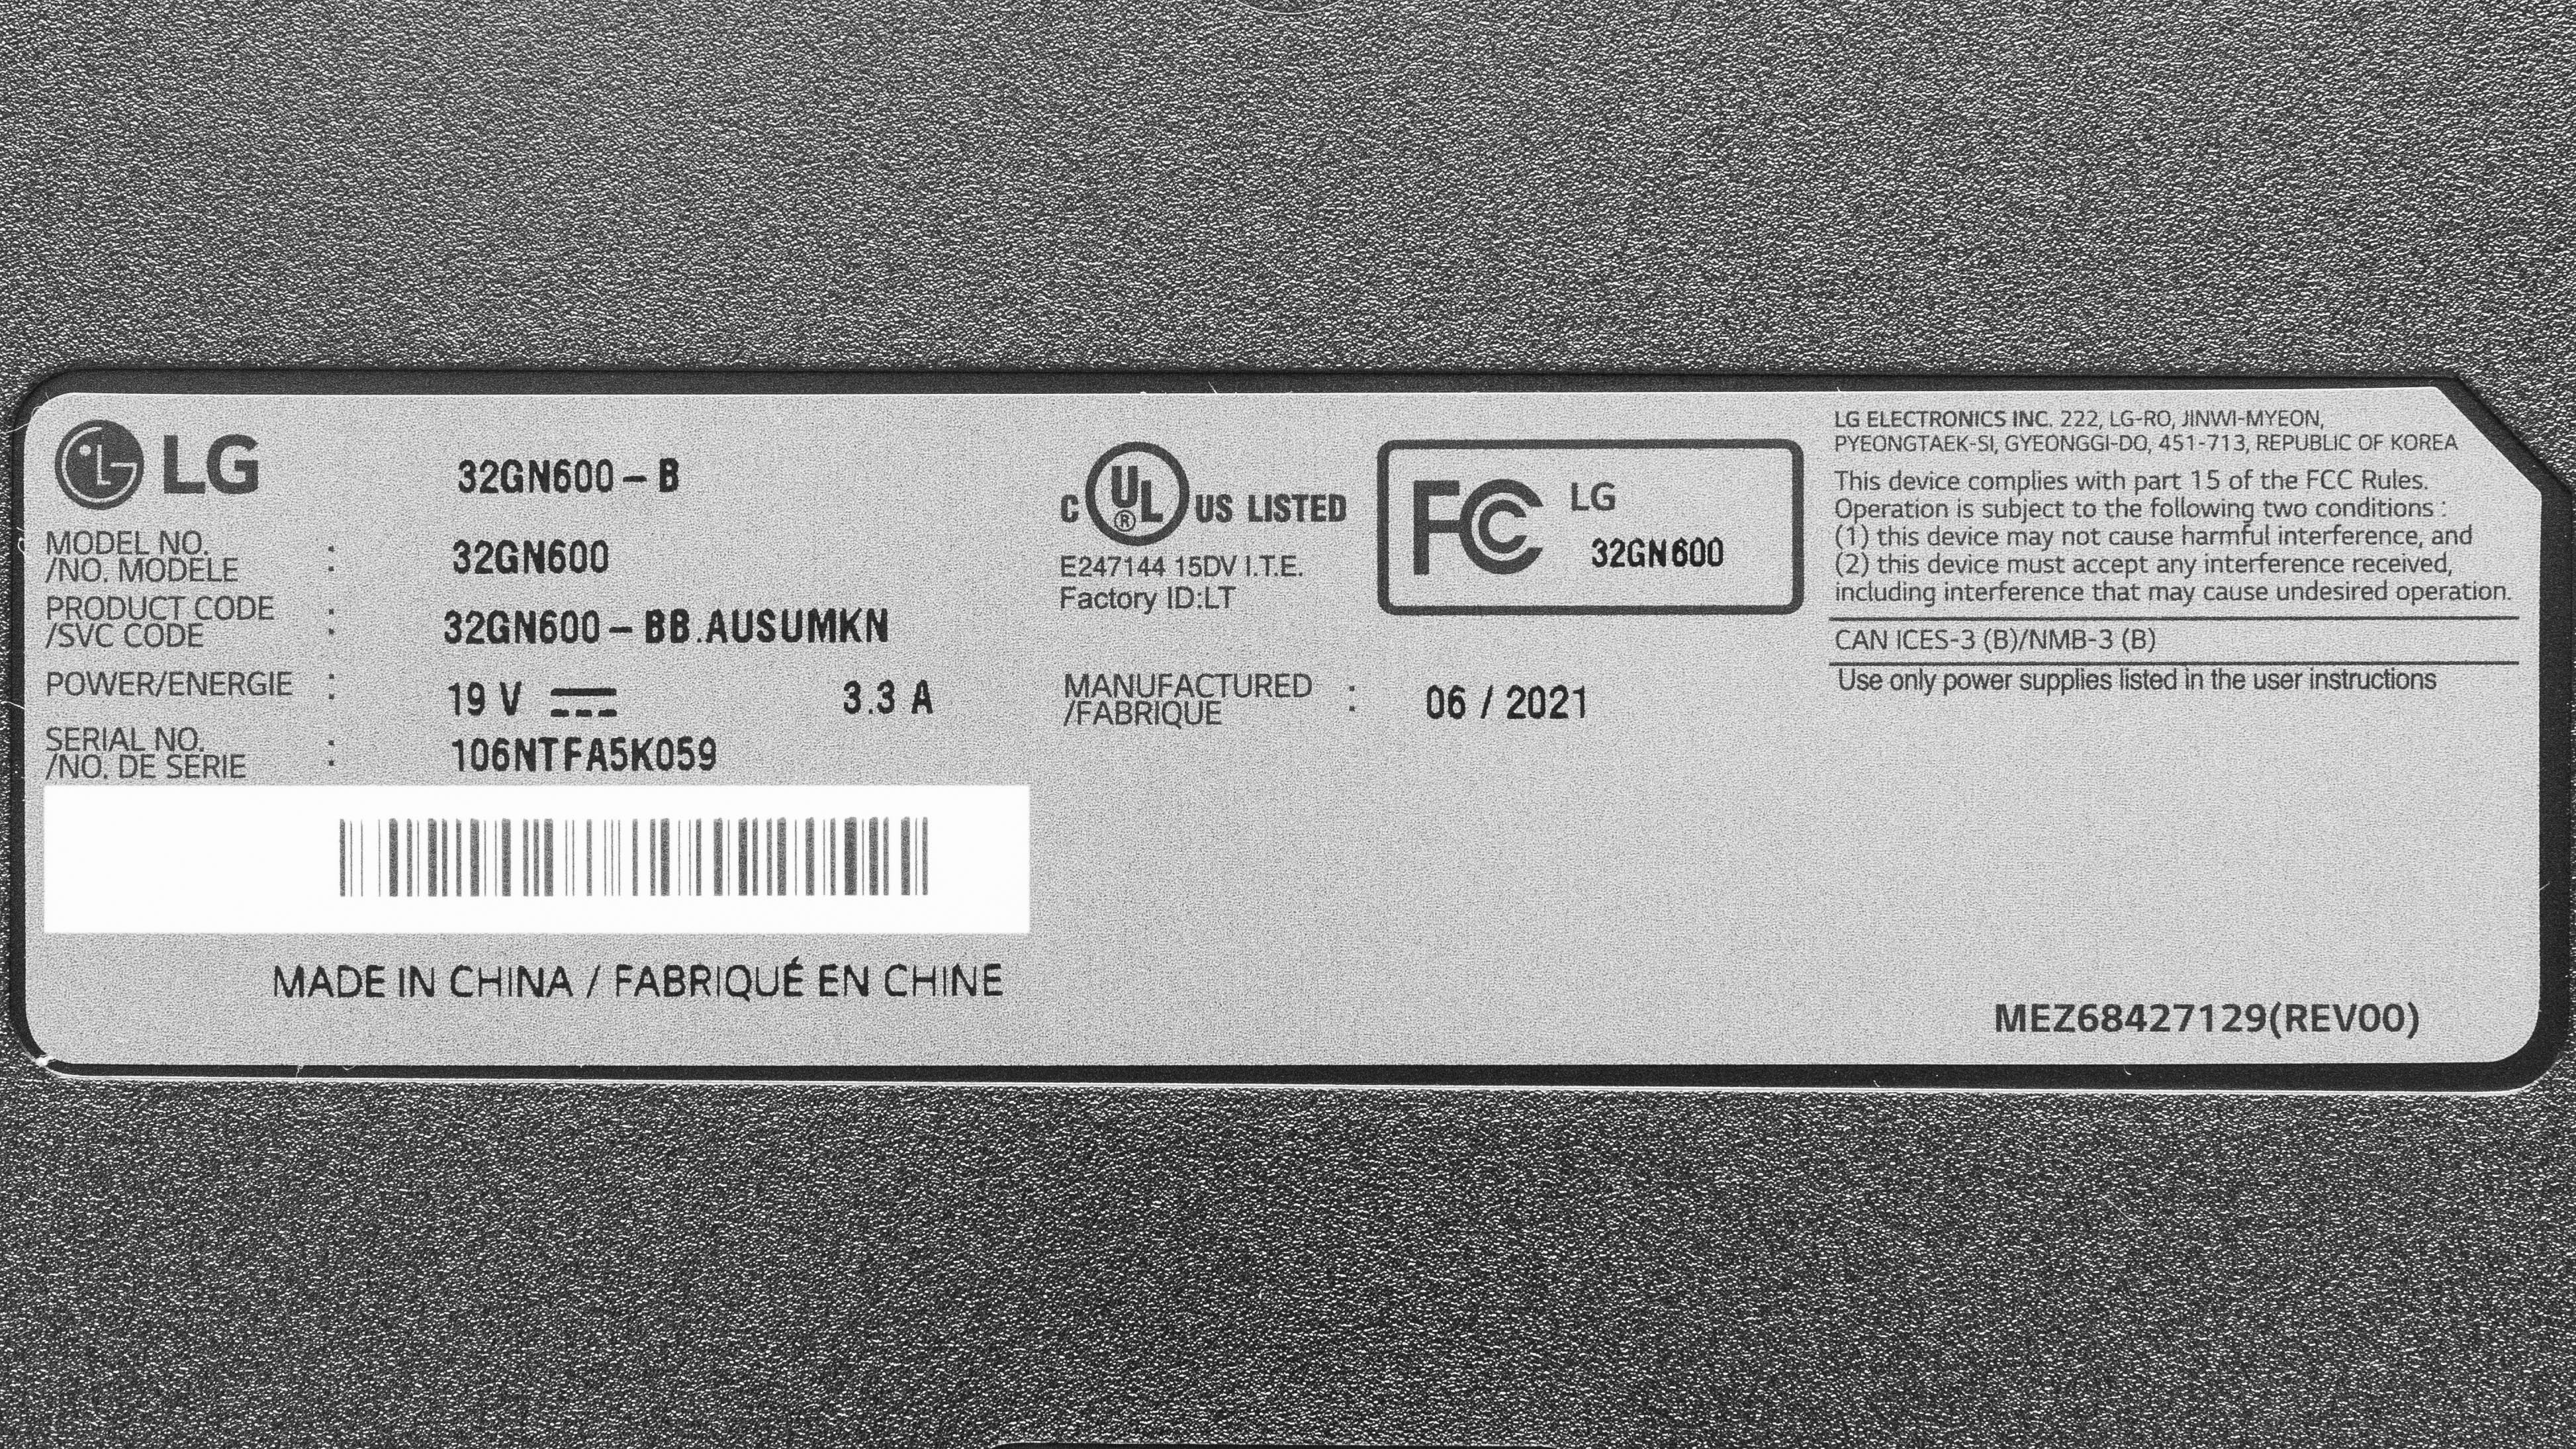 LG
32GN600-B
MODEL NO.
/NO. MODELE : 32GN600
PRODUCT CODE
/SVC CODE : 32GN600-BB.AUSUMKN
POWER/ENERGIE : 19 V 3.3 A
SERIAL NO.
/NO. DE SERIE : 106NTFA5K059
MADE IN CHINA / FABRIQUÉ EN CHINE
C UL ® US LISTED
E247144 15DV I.T.E.
Factory ID:LT
FC LG
32GN600
MANUFACTURED
/FABRIQUE : 06 / 2021
LG ELECTRONICS INC. 222, LG-RO, JINWI-MYEON,
PYEONGTAEK-SI, GYEONGGI-DO, 451-713, REPUBLIC OF KOREA
This device complies with part 15 of the FCC Rules.
Operation is subject to the following two conditions :
(1) this device may not cause harmful interference, and
(2) this device must accept any interference received,
including interference that may cause undesired operation.
CAN ICES-3 (B)/NMB-3 (B)
Use only power supplies listed in the user instructions
MEZ68427129(REV00)